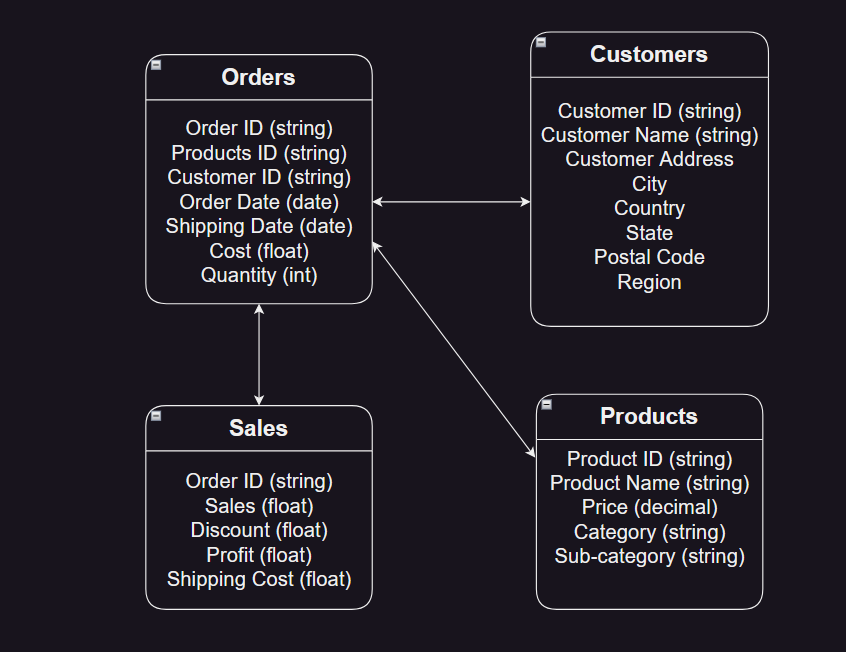 Orders
Order ID (string)
Products ID (string)
Customer ID (string)
Order Date (date)
Shipping Date (date)
Cost (float)
Quantity (int)
Customers
Customer ID (string)
Customer Name (string)
Customer Address
City
Country
State
Postal Code
Region
Sales
Order ID (string)
Sales (float)
Discount (float)
Profit (float)
Shipping Cost (float)
Products
Product ID (string)
Product Name (string)
Price (decimal)
Category (string)
Sub-category (string)